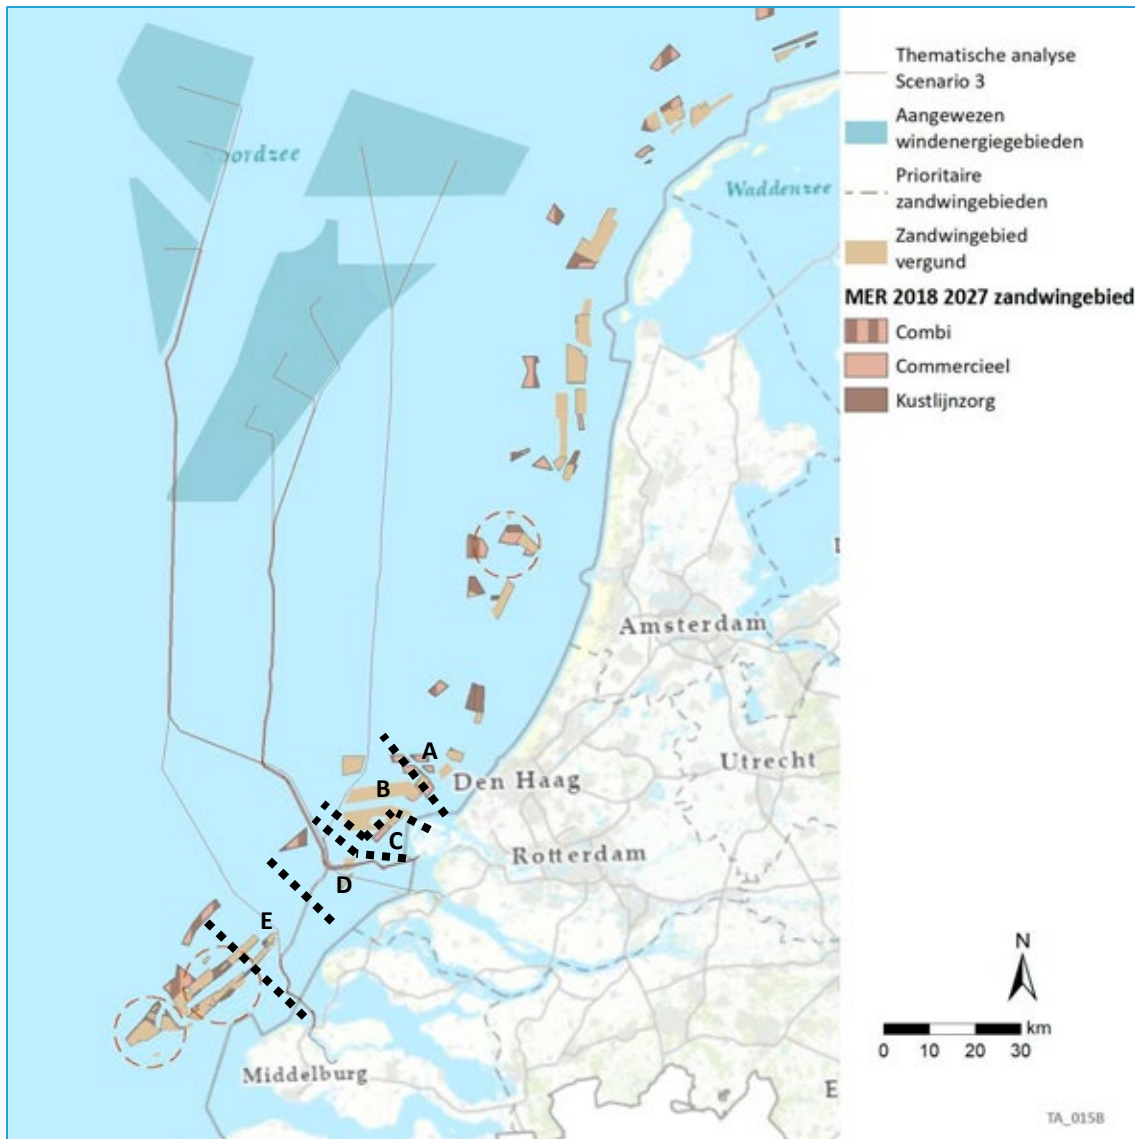 Thematische analyse
Scenario 3
Aangewezen
windenergiegebieden
Prioritaire
zandwingebieden
Zandwingebied
vergund
MER 2018 2027 zandwingebied
Combi
Commercieel
Kustlijnzorg
Waddenzee
Amsterdam
Utrecht
A
Den Haag
B
C
Rotterdam
D
E
Middelburg
N
km
0 10 20 30
E
TA_015B